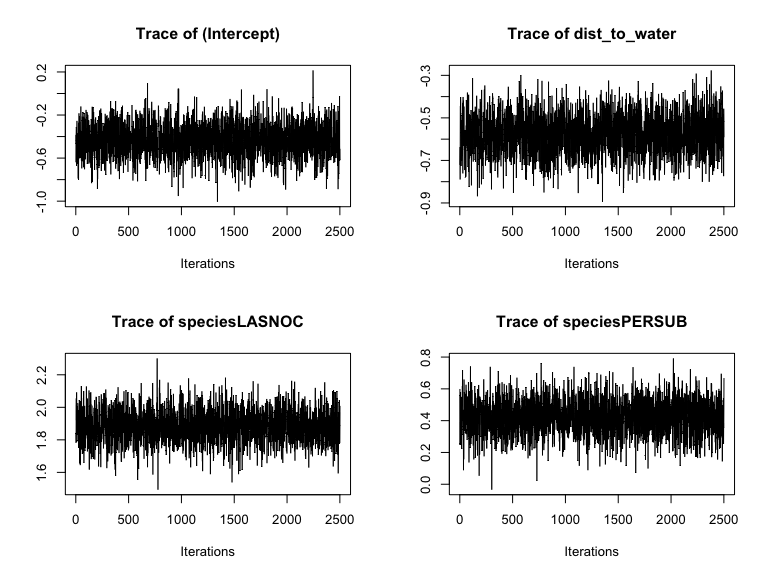 Trace of (Intercept)
0.2
-0.2
-0.6
-1.0
0 500 1000 1500 2000 2500
Iterations
Trace of dist_to_water
-0.3
-0.5
-0.7
-0.9
0 500 1000 1500 2000 2500
Iterations
Trace of speciesLASNOC
2.2
2.0
1.8
1.6
0 500 1000 1500 2000 2500
Iterations
Trace of speciesPERSUB
0.8
0.6
0.4
0.2
0.0
0 500 1000 1500 2000 2500
Iterations